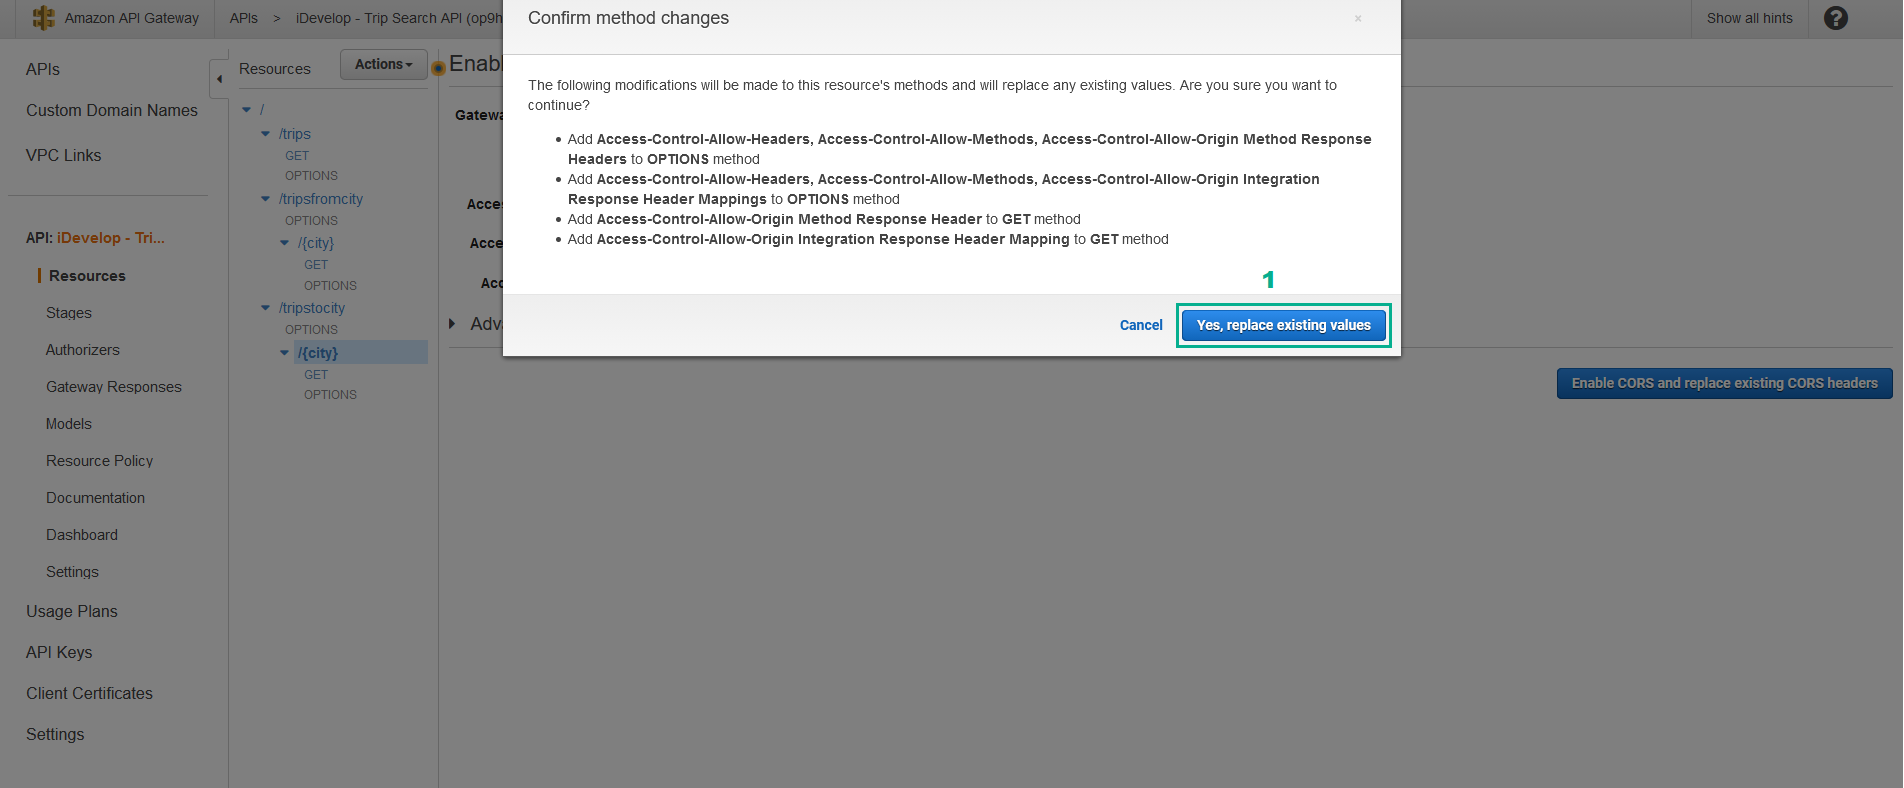 Amazon API Gateway
APIs > iDevelop - Trip Search API (op9h
Confirm method changes
×
Show all hints
?
APIs
Custom Domain Names
VPC Links
API: iDevelop - Tri...
Resources
Stages
Authorizers
Gateway Responses
Models
Resource Policy
Documentation
Dashboard
Settings
Usage Plans
API Keys
Client Certificates
Settings
Resources
Actions
/
/trips
GET
OPTIONS
/tripsfromcity
OPTIONS
/{city}
GET
OPTIONS
/tripstocity
OPTIONS
/{city}
GET
OPTIONS
Enab
Gatewa
Acces
Acce
Acc
Adva
The following modifications will be made to this resource's methods and will replace any existing values. Are you sure you want to
continue?
• Add Access-Control-Allow-Headers, Access-Control-Allow-Methods, Access-Control-Allow-Origin Method Response
Headers to OPTIONS method
• Add Access-Control-Allow-Headers, Access-Control-Allow-Methods, Access-Control-Allow-Origin Integration
Response Header Mappings to OPTIONS method
• Add Access-Control-Allow-Origin Method Response Header to GET method
• Add Access-Control-Allow-Origin Integration Response Header Mapping to GET method
1
Cancel
Yes, replace existing values
Enable CORS and replace existing CORS headers